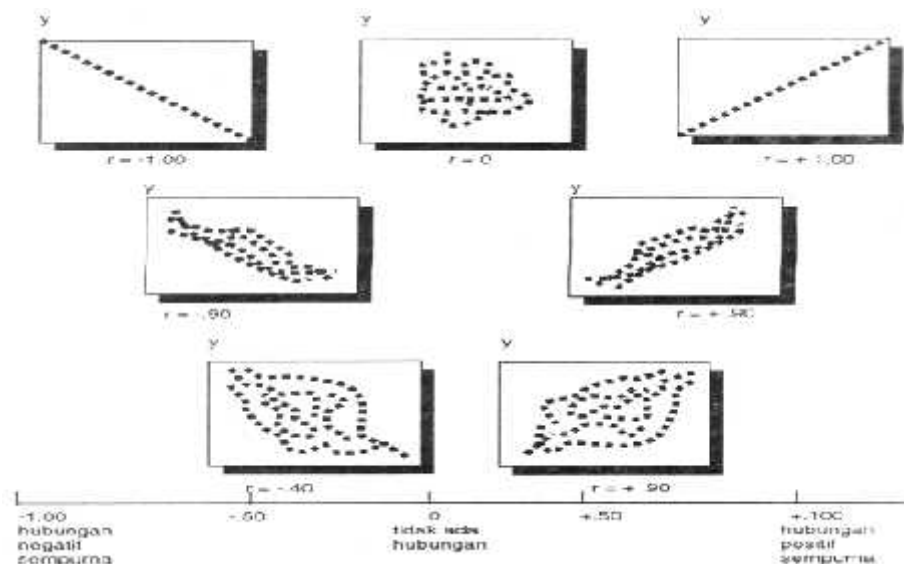 y y y
r = -1.00 r = 0 r = + 1.00
y y
r = -.90 r = + .90
y y
r = -.40 r = + .90
-1.00 -.50 0 +.50 +.100
hubungan tidak ada hubungan
negatif hubungan positif
sempurna sempurna